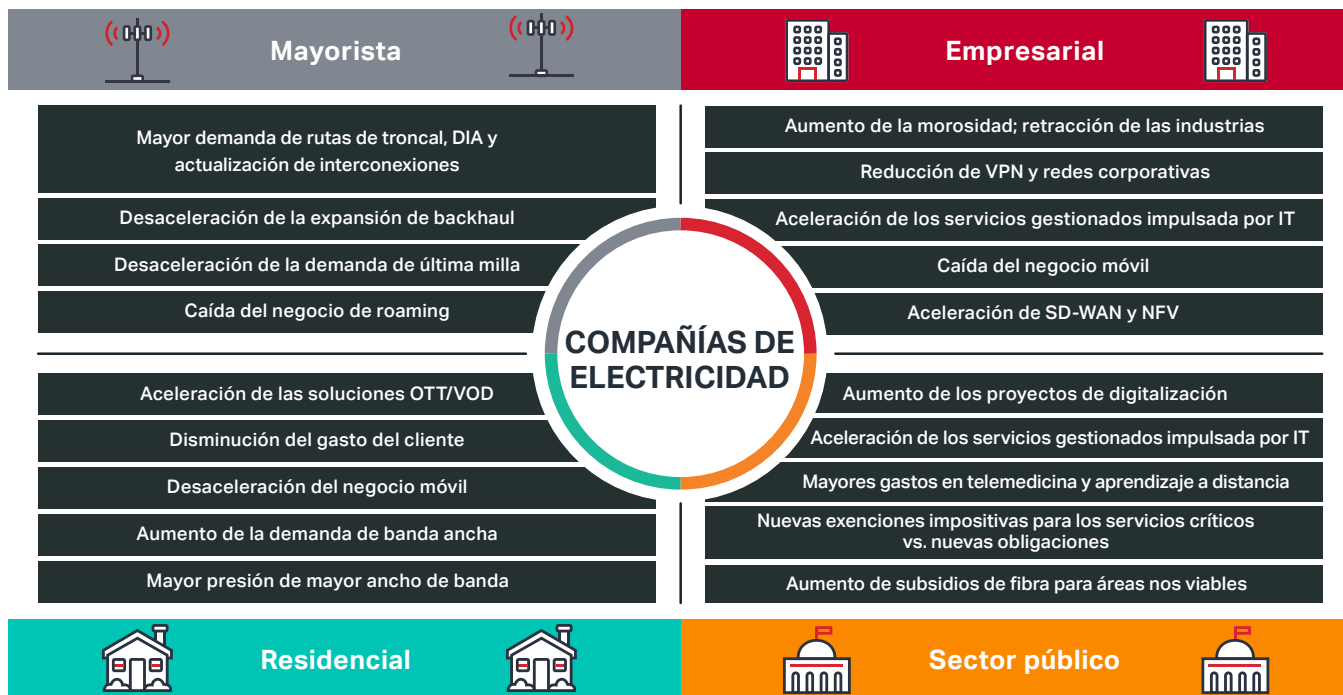 Mayorista
Mayor demanda de rutas de troncal, DIA y
actualización de interconexiones
Desaceleración de la expansión de backhaul
Desaceleración de la demanda de última milla
Caída del negocio de roaming
Empresarial
Aumento de la morosidad; retracción de las industrias
Reducción de VPN y redes corporativas
Aceleración de los servicios gestionados impulsada por IT
Caída del negocio móvil
Aceleración de SD-WAN y NFV
COMPAÑÍAS DE
ELECTRICIDAD
Aceleración de las soluciones OTT/VOD
Disminución del gasto del cliente
Desaceleración del negocio móvil
Aumento de la demanda de banda ancha
Mayor presión de mayor ancho de banda
Residencial
Aumento de los proyectos de digitalización
Aceleración de los servicios gestionados impulsada por IT
Mayores gastos en telemedicina y aprendizaje a distancia
Nuevas exenciones impositivas para los servicios críticos
vs. nuevas obligaciones
Aumento de subsidios de fibra para áreas nos viables
Sector público